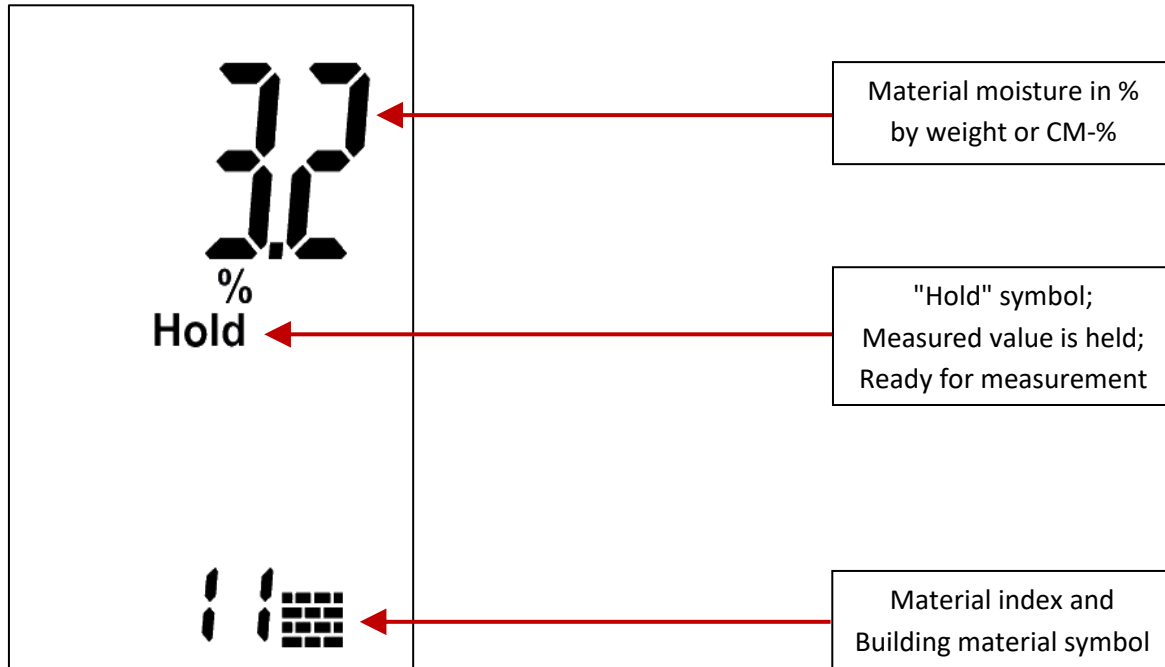 3.2
Material moisture in %
by weight or CM-%
%
Hold
"Hold" symbol;
Measured value is held;
Ready for measurement
11
Material index and
Building material symbol